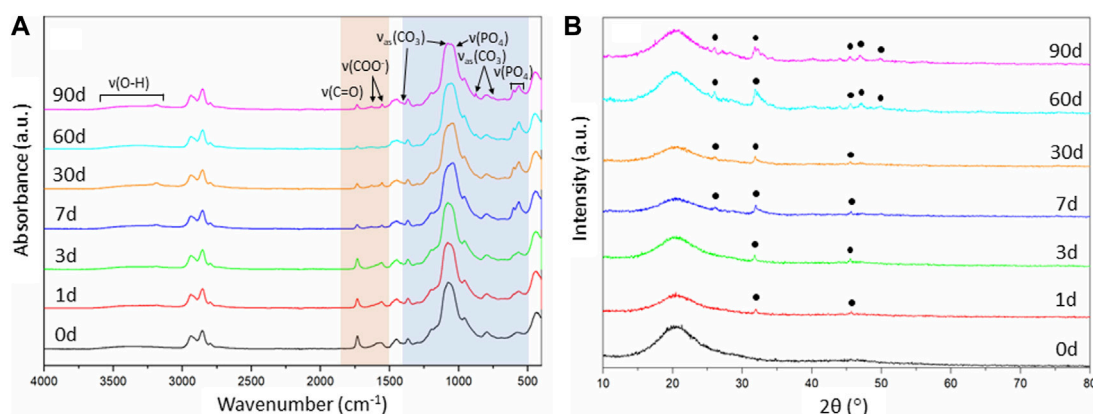 A
ν(O-H)
ν(C=O)
ν(COO⁻)
νas(CO₃)
ν(PO₄)
νas(CO₃)
ν(PO₄)
90d
60d
30d
7d
3d
1d
0d
Absorbance (a.u.)
4000 3500 3000 2500 2000 1500 1000 500
Wavenumber (cm⁻¹)
B
90d
60d
30d
7d
3d
1d
0d
Intensity (a.u.)
10 20 30 40 50 60 70 80
2θ (°)